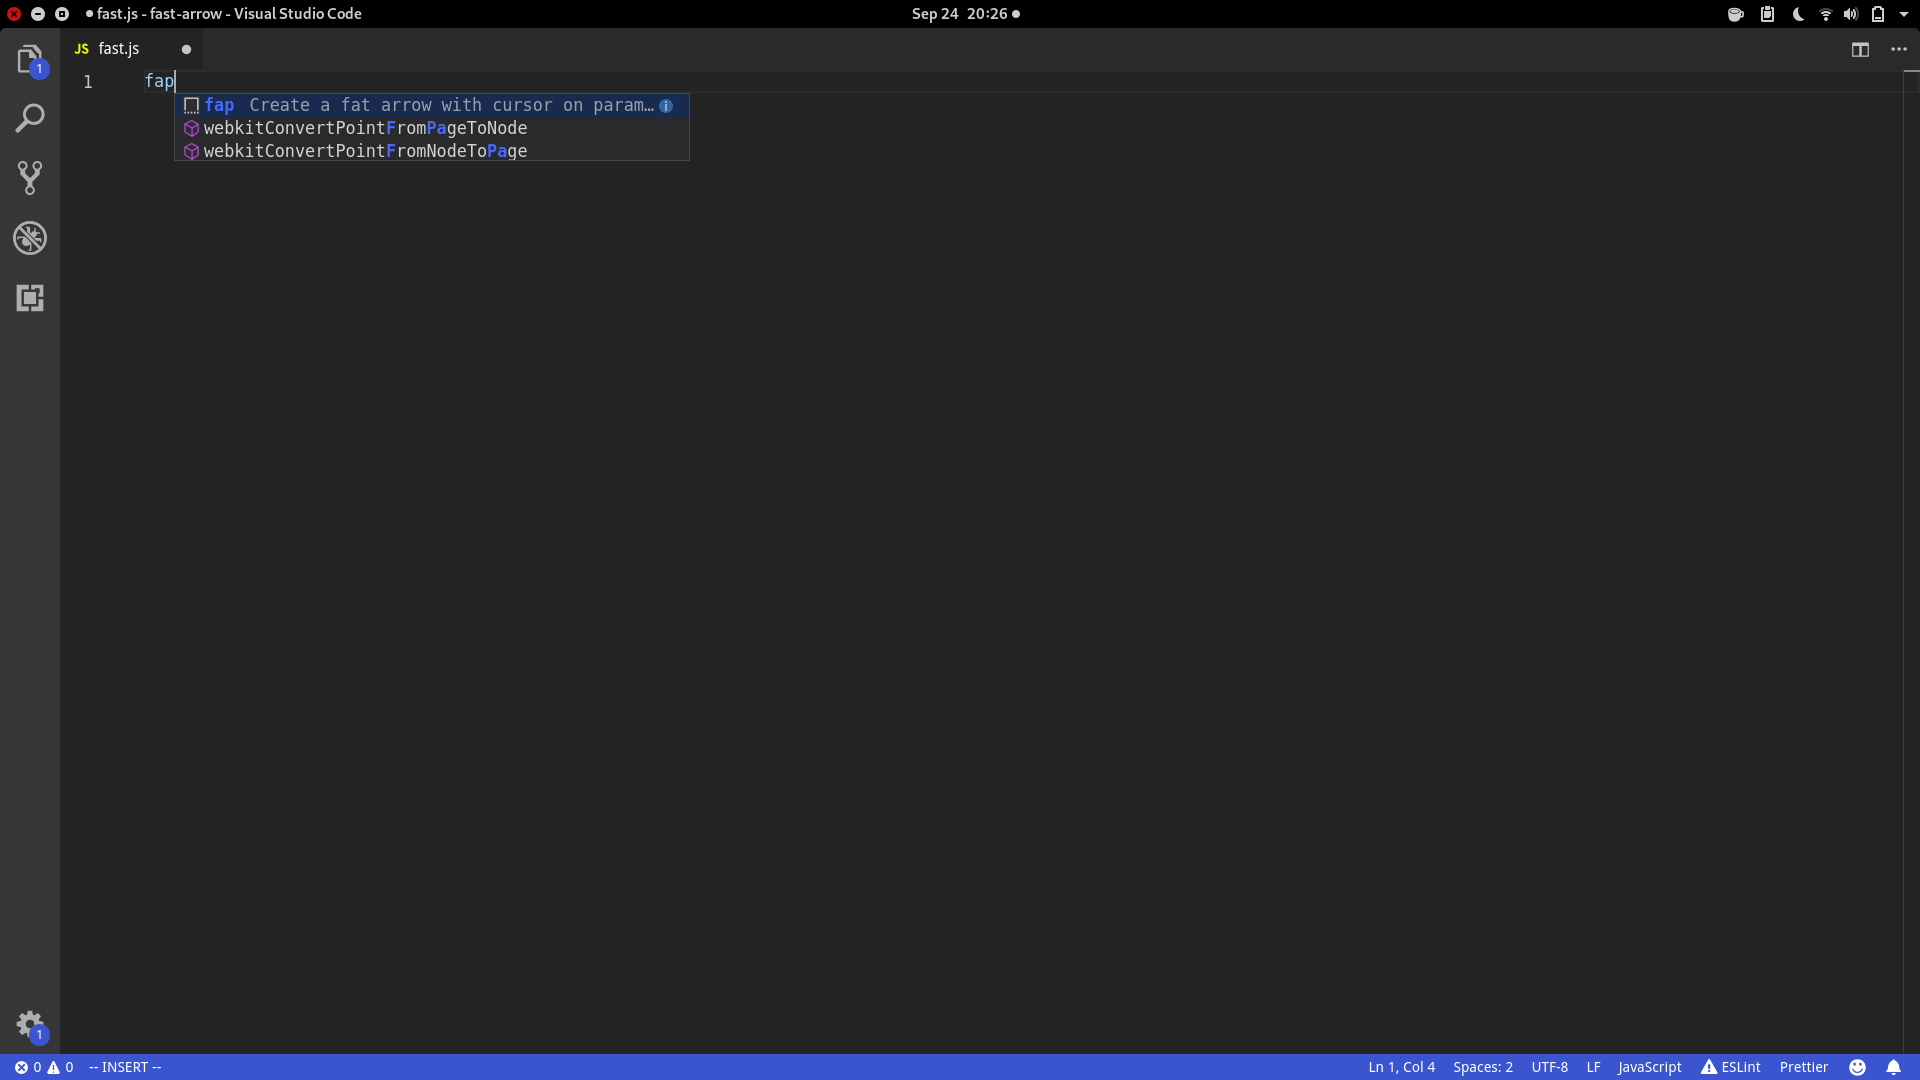 fast.js - fast-arrow - Visual Studio Code
Sep 24 20:26
1
JS fast.js
1 fap
fap Create a fat arrow with cursor on param…
webkitConvertPointFromPageToNode
webkitConvertPointFromNodeToPage
1
0 0 -- INSERT --
Ln 1, Col 4 Spaces: 2 UTF-8 LF JavaScript ESLint Prettier